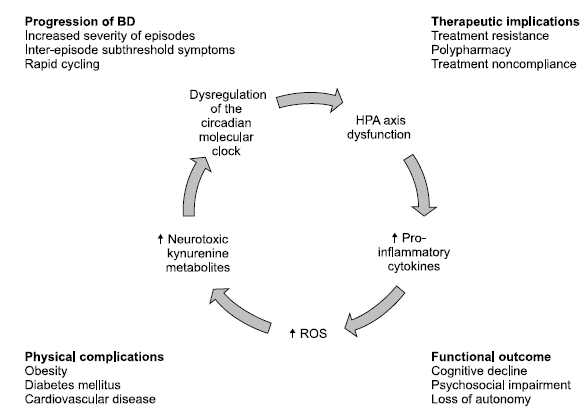 Progression of BD
Increased severity of episodes
Inter-episode subthreshold symptoms
Rapid cycling
Therapeutic implications
Treatment resistance
Polypharmacy
Treatment noncompliance
Dysregulation
of the
circadian
molecular
clock
HPA axis
dysfunction
↑ Pro-
inflammatory
cytokines
↑ ROS
↑ Neurotoxic
kynurenine
metabolites
Physical complications
Obesity
Diabetes mellitus
Cardiovascular disease
Functional outcome
Cognitive decline
Psychosocial impairment
Loss of autonomy